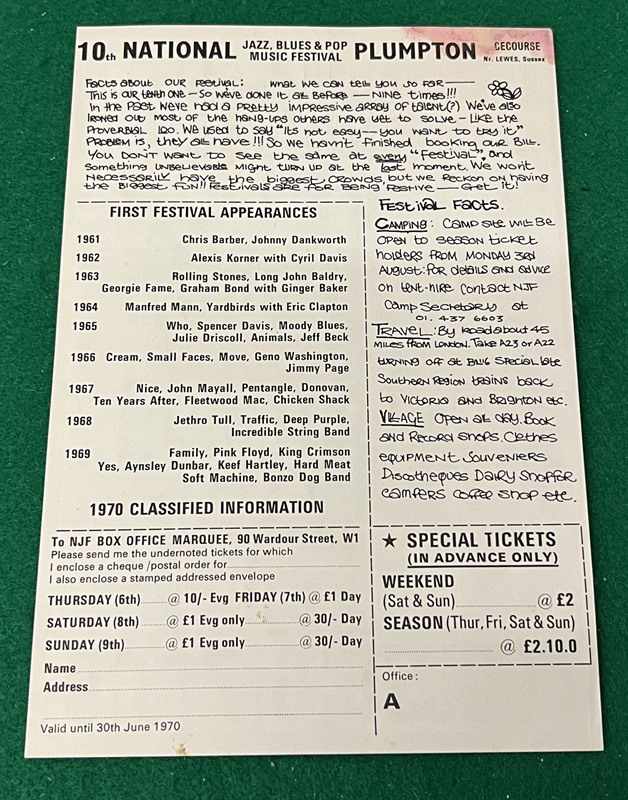 10th NATIONAL JAZZ, BLUES & POP MUSIC FESTIVAL PLUMPTON CECOURSE
Nr. LEWES, Sussex
Facts about our Festival: What we can tell you so far —
This is our tenth one — So we've done it all before — NINE times!!!
In the past we've had a PRETTY impressive array of talent(?) We've also
Ironed out most of the hang-ups others have yet to solve — Like the
Proverbial Loo. We used to say "It's not easy — you want to try it"
Problem is, they all have!!! So we havn't finished booking our Bill.
You don't want to see the same at every "Festival", and
Something unbelievable might turn up at the last moment. We won't
Necessarily have the biggest crowds, but we reckon on having
the biggest fun!! Festivals are for being festive — Get it!
FIRST FESTIVAL APPEARANCES
1961 Chris Barber, Johnny Dankworth
1962 Alexis Korner with Cyril Davis
1963 Rolling Stones, Long John Baldry,
Georgie Fame, Graham Bond with Ginger Baker
1964 Manfred Mann, Yardbirds with Eric Clapton
1965 Who, Spencer Davis, Moody Blues,
Julie Driscoll, Animals, Jeff Beck
1966 Cream, Small Faces, Move, Geno Washington,
Jimmy Page
1967 Nice, John Mayall, Pentangle, Donovan,
Ten Years After, Fleetwood Mac, Chicken Shack
1968 Jethro Tull, Traffic, Deep Purple,
Incredible String Band
1969 Family, Pink Floyd, King Crimson
Yes, Aynsley Dunbar, Keef Hartley, Hard Meat
Soft Machine, Bonzo Dog Band
Festival Facts.
Camping: Camp site will be
open to season ticket
holders from Monday 3rd
August: for details and advice
on tent-hire contact NJF
Camp Secretary at
01. 437 6603
Travel: By road about 45
miles from London. Take A23 or A22
turning off at B2116 Special late
Southern Region trains back
to Victoria and Brighton etc.
Village Open all day. Book
and Record shops. Clothes
equipment Souveniers
Discotheques Dairy Shop for
campers coffee shop etc.
1970 CLASSIFIED INFORMATION
To NJF BOX OFFICE MARQUEE, 90 Wardour Street, W1
Please send me the undernoted tickets for which
I enclose a cheque/postal order for
I also enclose a stamped addressed envelope
THURSDAY (6th) @ 10/- Evg FRIDAY (7th) @ £1 Day
SATURDAY (8th) @ £1 Evg only @ 30/- Day
SUNDAY (9th) @ £1 Evg only @ 30/- Day
Name
Address
Valid until 30th June 1970
★ SPECIAL TICKETS
(IN ADVANCE ONLY)
WEEKEND
(Sat & Sun) @ £2
SEASON (Thur, Fri, Sat & Sun)
@ £2.10.0
Office:
A